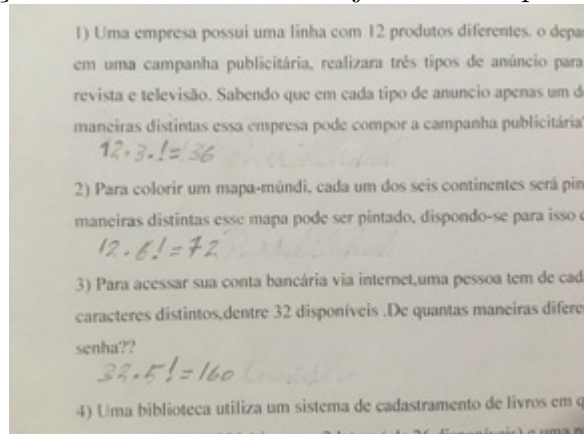 1) Uma empresa possui uma linha com 12 produtos diferentes. o
em uma campanha publicitária, realizara três tipos de anúncio para
revista e televisão. Sabendo que em cada tipo de anuncio apenas um
maneiras distintas essa empresa pode compor a campanha publicitária
12.3.!=36
2) Para colorir um mapa-múndi. cada um dos seis continentes será
maneiras distintas esse mapa pode ser pintado, dispondo-se para isso
12.6!=72
3) Para acessar sua conta bancária via internet,uma pessoa tem de
caracteres distintos,dentre 32 disponíveis .De quantas maneiras
senha??
32.5!=160
4) Uma biblioteca utiliza um sistema de cadastramento de livros em